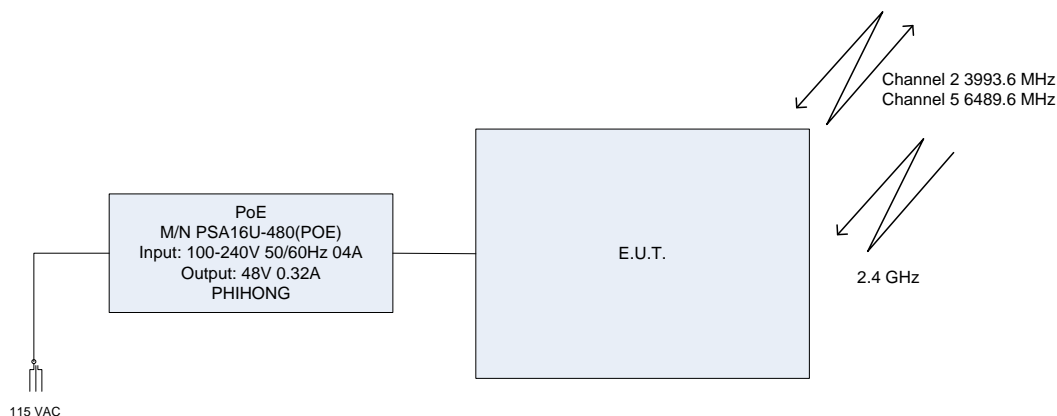 Channel 2 3993.6 MHz
Channel 5 6489.6 MHz
PoE
M/N PSA16U-480(POE)
Input: 100-240V 50/60Hz 04A
Output: 48V 0.32A
PHIHONG
E.U.T.
2.4 GHz
115 VAC